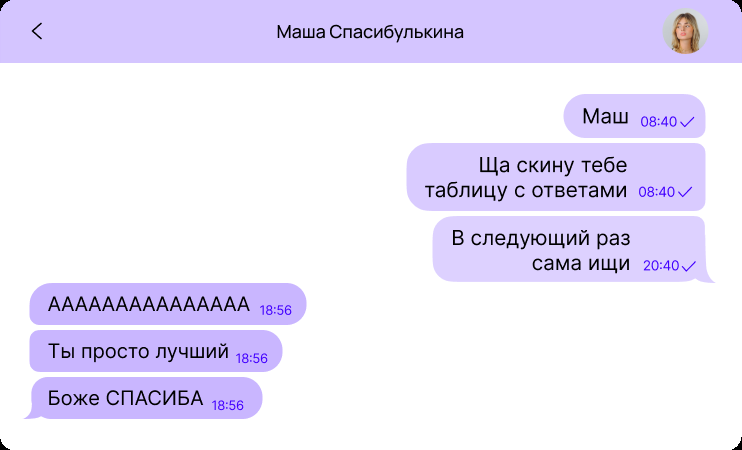 Маша Спасибулькина
Маш 08:40
Ща скину тебе
таблицу с ответами 08:40
В следующий раз
сама ищи 20:40
ААААААААААААААА 18:56
Ты просто лучший 18:56
Боже СПАСИБА 18:56